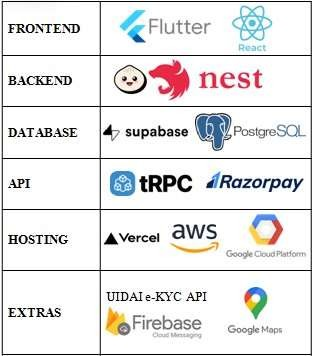 FRONTEND
Flutter
React
BACKEND
nest
DATABASE
supabase
PostgreSQL
API
tRPC
Razorpay
HOSTING
Vercel
aws
Google Cloud Platform
EXTRAS
UIDAI e-KYC API
Firebase
Cloud Messaging
Google Maps